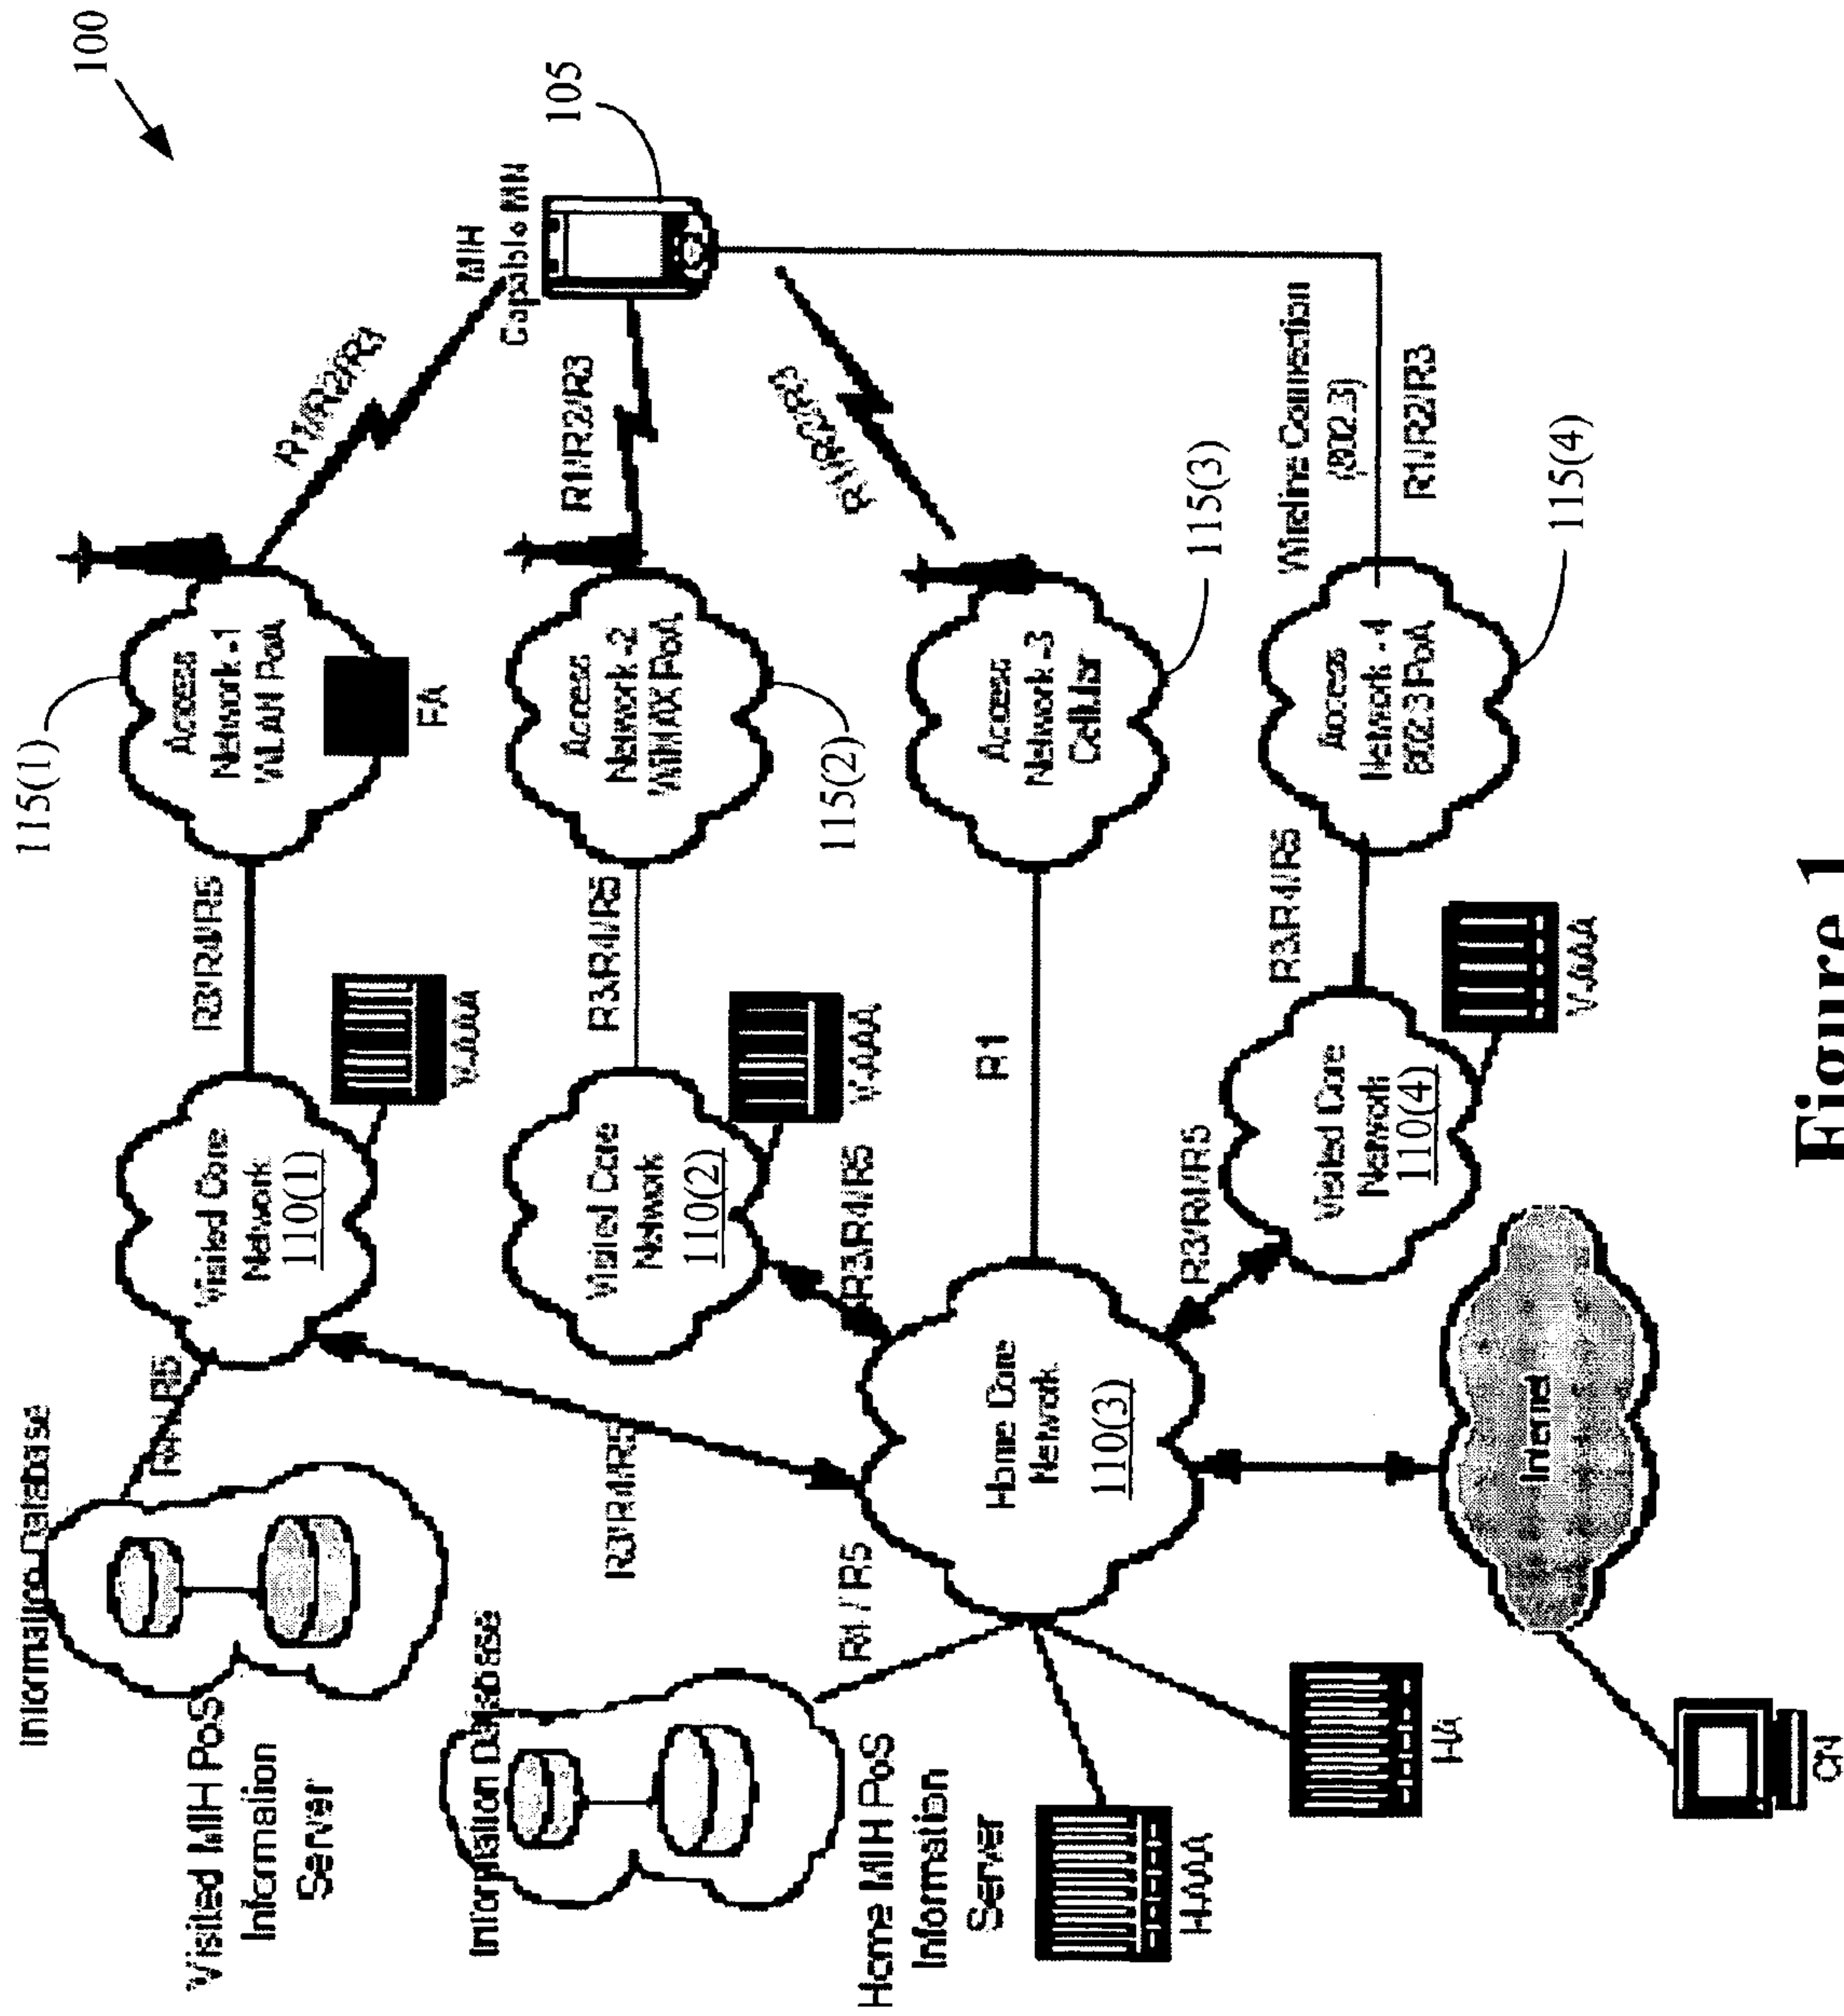 100
Information Database
Visited MIH PoS
Information
Server
R4/R5
Visited Core
Network
110(1)
V-AAA
R3/R4/R5
115(1)
Access
Network - 1
WLAN PoA
FA
R1/R2/R3
MIH
Capable MN
105
R3/R4/R5
Information Database
Home MIH PoS
Information
Server
Visited Core
Network
110(2)
V-AAA
R3/R4/R5
Access
Network -2
WiMAX PoA
115(2)
R1/R2/R3
R3/R4/R5
R4 / R5
Home Core
Network
110(3)
R1
Access
Network -3
Cellular
115(3)
R1/R2/R3
HAAA
HA
R3/R4/R5
Visited Core
Network
110(4)
V-AAA
R3/R4/R5
Access
Network - 4
802.3 PoA
115(4)
Wireline Connection
(802.3)
R1/R2/R3
Internet
CN
Figure 1